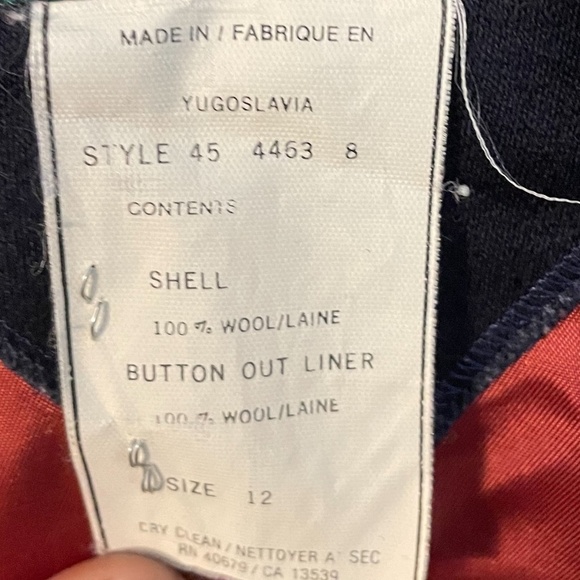 MADE IN / FABRIQUE EN
YUGOSLAVIA
STYLE 45 4463 8
CONTENTS
SHELL
100 % WOOL/LAINE
BUTTON OUT LINER
100 % WOOL/LAINE
SIZE 12
DRY CLEAN / NETTOYER A' SEC
RN 40679 / CA 13539